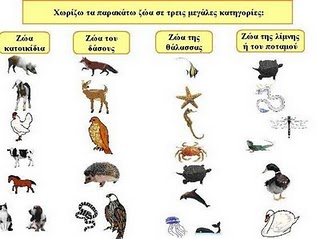 Χωρίζω τα παρακάτω ζώα σε τρεις μεγάλες κατηγορίες:
Ζώα
κατοικίδια
Ζώα του
δάσους
Ζώα της
θάλασσας
Ζώα της λίμνης
ή του ποταμού